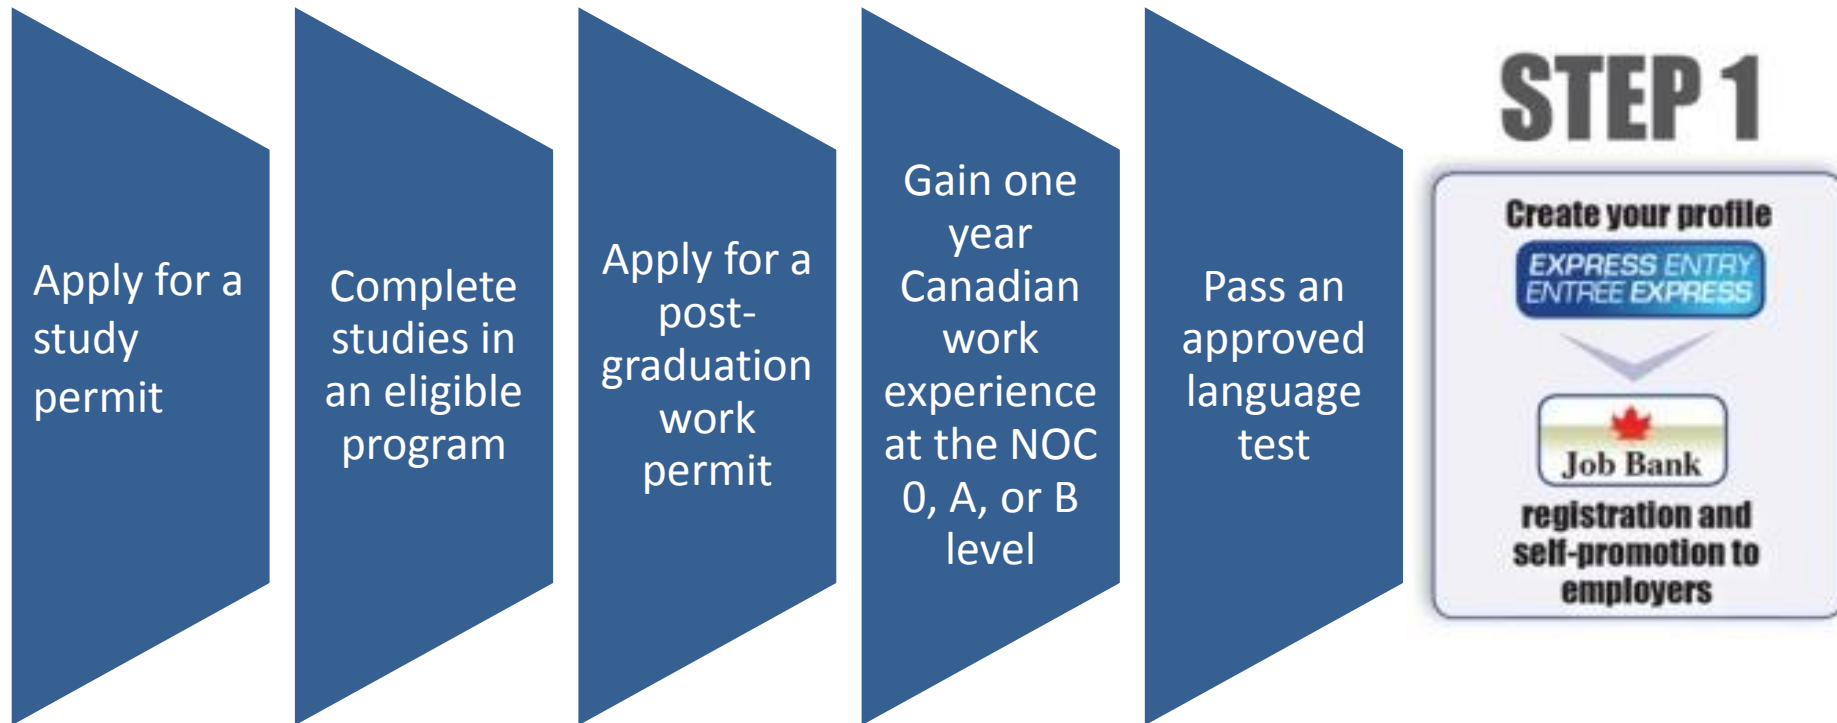 Apply for a
study
permit
Complete
studies in
an eligible
program
Apply for a
post-
graduation
work
permit
Gain one
year
Canadian
work
experience
at the NOC
0, A, or B
level
Pass an
approved
language
test
STEP 1
Create your profile
EXPRESS ENTRY
ENTRÉE EXPRESS
Job Bank
registration and
self-promotion to
employers